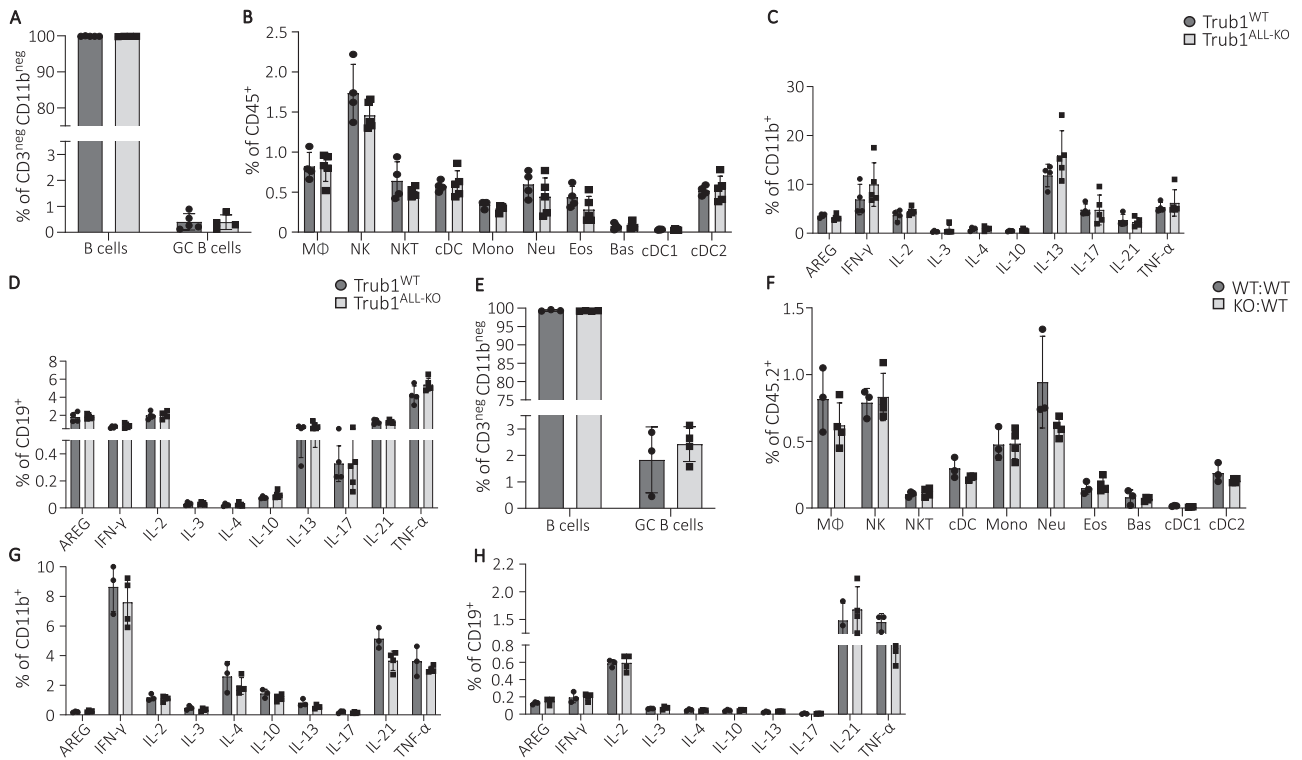 A
% of CD3neg CD11bneg
100
90
80
3
2
1
0
B cells
GC B cells
B
% of CD45+
2.5
2.0
1.5
1.0
0.5
0.0
MΦ NK NKT cDC Mono Neu Eos Bas cDC1 cDC2
C
Trub1WT
Trub1ALL-KO
% of CD11b+
30
20
10
0
AREG IFN-γ IL-2 IL-3 IL-4 IL-10 IL-13 IL-17 IL-21 TNF-α
D
Trub1WT
Trub1ALL-KO
% of CD19+
8
6
4
2
0.4
0.2
0
AREG IFN-γ IL-2 IL-3 IL-4 IL-10 IL-13 IL-17 IL-21 TNF-α
E
% of CD3neg CD11bneg
100
95
90
85
80
75
3
2
1
0
B cells
GC B cells
F
WT:WT
KO:WT
% of CD45.2+
1.5
1.0
0.5
0
MΦ NK NKT cDC Mono Neu Eos Bas cDC1 cDC2
G
% of CD11b+
10
8
6
4
2
0
AREG IFN-γ IL-2 IL-3 IL-4 IL-10 IL-13 IL-17 IL-21 TNF-α
H
% of CD19+
2.2
2.0
1.5
0.8
0.6
0.4
0.2
0
AREG IFN-γ IL-2 IL-3 IL-4 IL-10 IL-13 IL-17 IL-21 TNF-α